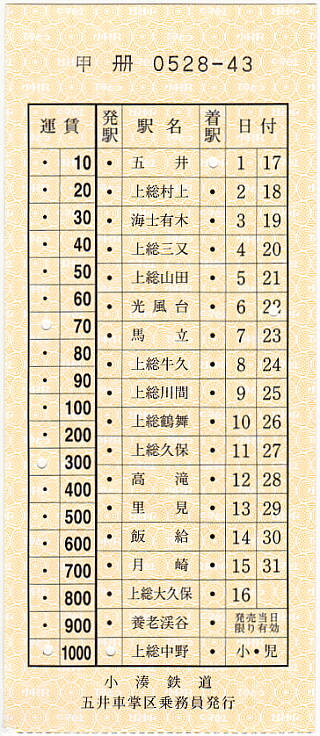 甲 册 0528-43
運賃
・10
・20
・30
・40
・50
・60
70
・80
・90
・100
・200
300
・400
・500
・600
・700
・800
・900
1000
発駅 駅名 着駅
・ 五井
・ 上総村上 ・
・ 海士有木 ・
・ 上総三又 ・
・ 上総山田 ・
・ 光風台 ・
・ 馬立 ・
・ 上総牛久 ・
・ 上総川間 ・
・ 上総鶴舞 ・
・ 上総久保 ・
・ 高滝 ・
・ 里見 ・
・ 飯給 ・
・ 月崎 ・
・ 上総大久保 ・
・ 養老渓谷 ・
上総中野 ・
日付
1 17
2 18
3 19
4 20
5 21
6 22
7 23
8 24
9 25
10 26
11 27
12 28
13 29
14 30
15 31
16
発売当日
限り有効
小・児
小湊鉄道
五井車掌区乗務員発行